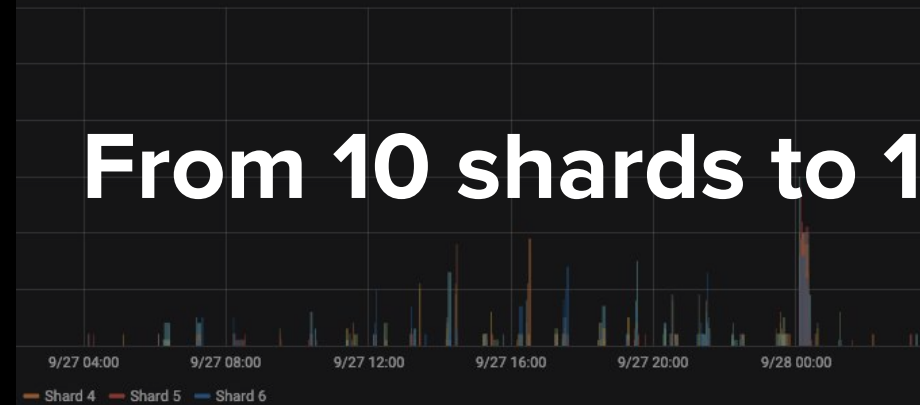 From 10 shards to 1
9/27 04:00 9/27 08:00 9/27 12:00 9/27 16:00 9/27 20:00 9/28 00:00
Shard 4 Shard 5 Shard 6